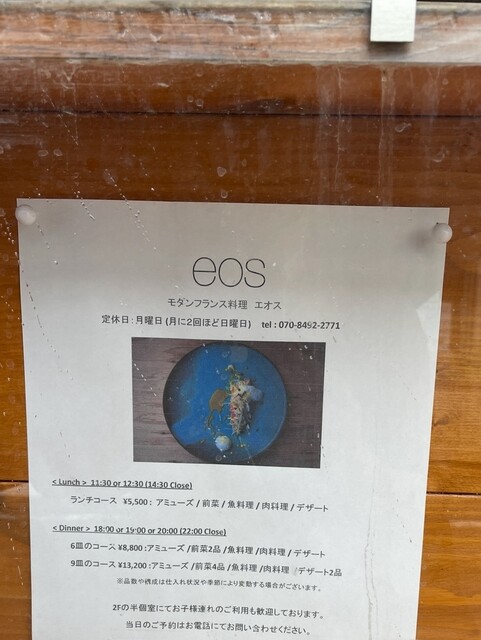 eos
モダンフランス料理 エオス
定休日:月曜日 (月に2回ほど日曜日) tel : 070-8492-2771
< Lunch > 11:30 or 12:30 (14:30 Close)
ランチコース ¥5,500 : アミューズ / 前菜 / 魚料理 / 肉料理 / デザート
< Dinner > 18:00 or 19:00 or 20:00 (22:00 Close)
6皿のコース ¥8,800 : アミューズ / 前菜2品 / 魚料理 / 肉料理 / デザート
9皿のコース ¥13,200 : アミューズ / 前菜4品 / 魚料理 / 肉料理 / デザート2品
※品数や構成は仕入れ状況や季節により変動する場合がございます。
2Fの半個室にてお子様連れのご利用も歓迎しております。
当日のご予約はお電話にてお問い合わせください。